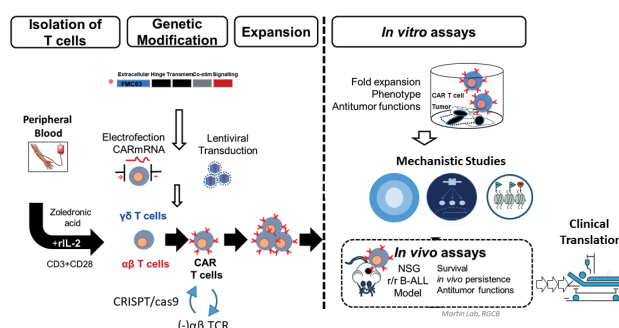 Isolation of
T cells
Genetic
Modification
Expansion
In vitro assays
Extracellular Hinge Transmem Co-stim Signalling
* FMC63
Fold expansion
Phenotype
Antitumor functions
CAR T cell
Tumor
Peripheral
Blood
Electrofection
CARmRNA
Lentiviral
Transduction
Mechanistic Studies
Zoledronic
acid
+rIL-2
CD3+CD28
γδ T cells
αβ T cells
CAR
T cells
CRISPT/cas9
(-)αβ TCR
In vivo assays
NSG
r/r B-ALL
Model
Survival
in vivo persistence
Antitumor functions
Martin Lab, RGCB
Clinical
Translation